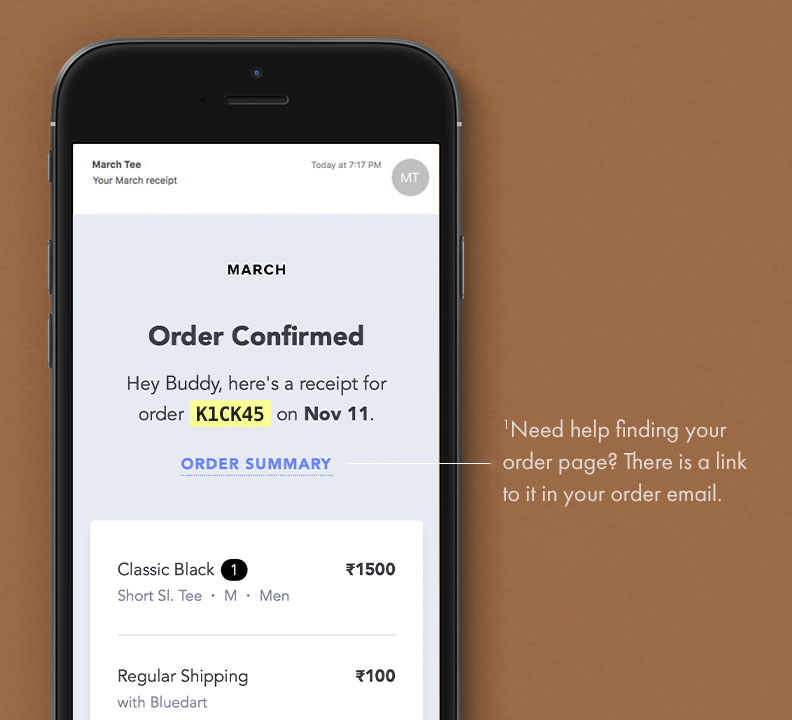 March Tee
Today at 7:17 PM
MT
Your March receipt
MARCH
Order Confirmed
Hey Buddy, here's a receipt for
order K1CK45 on Nov 11.
ORDER SUMMARY
¹Need help finding your
order page? There is a link
to it in your order email.
Classic Black 1 ₹1500
Short Sl. Tee · M · Men
Regular Shipping ₹100
with Bluedart